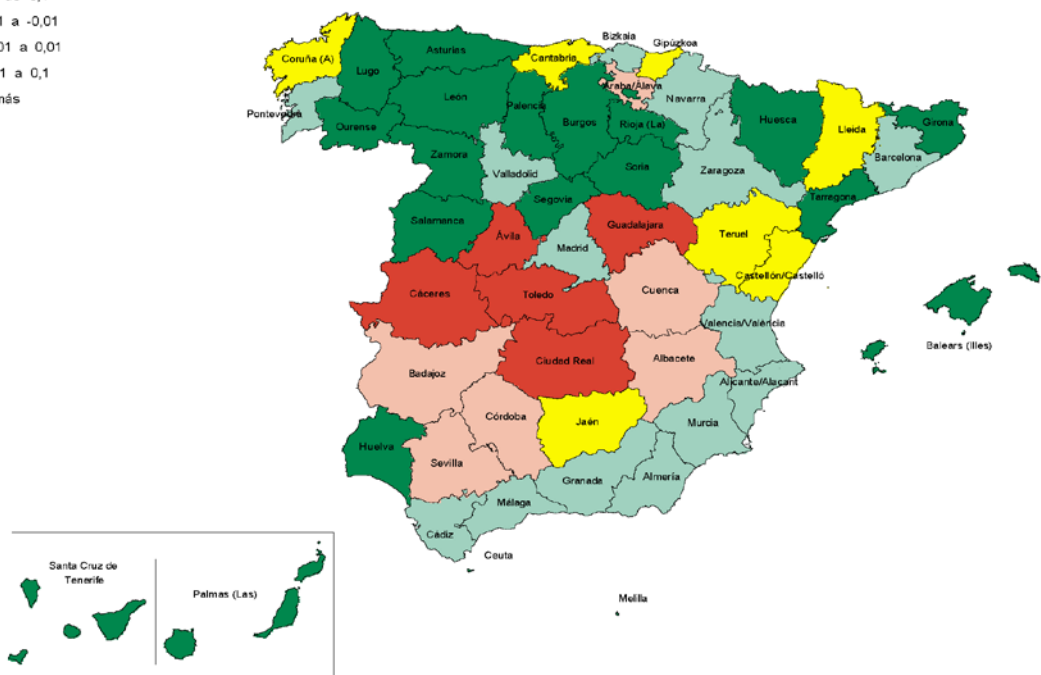 1 a -0,01
01 a 0,01
1 a 0,1
más
Bizkaia
Gipúzkoa
Asturias
Cantabria
Coruña (A)
Lugo
Araba/Álava
Navarra
León
Palencia
Huesca
Pontevedra
Burgos
Rioja (La)
Girona
Ourense
Lleida
Zamora
Barcelona
Soria
Zaragoza
Valladolid
Segovia
Tarragona
Salamanca
Guadalajara
Ávila
Teruel
Madrid
Castellón/Castelló
Cuenca
Cáceres
Toledo
Valencia/València
Balears (Illes)
Ciudad Real
Albacete
Badajoz
Alicante/Alacant
Córdoba
Jaén
Murcia
Huelva
Sevilla
Granada
Almería
Málaga
Cádiz
Ceuta
Santa Cruz de
Tenerife
Palmas (Las)
Melilla